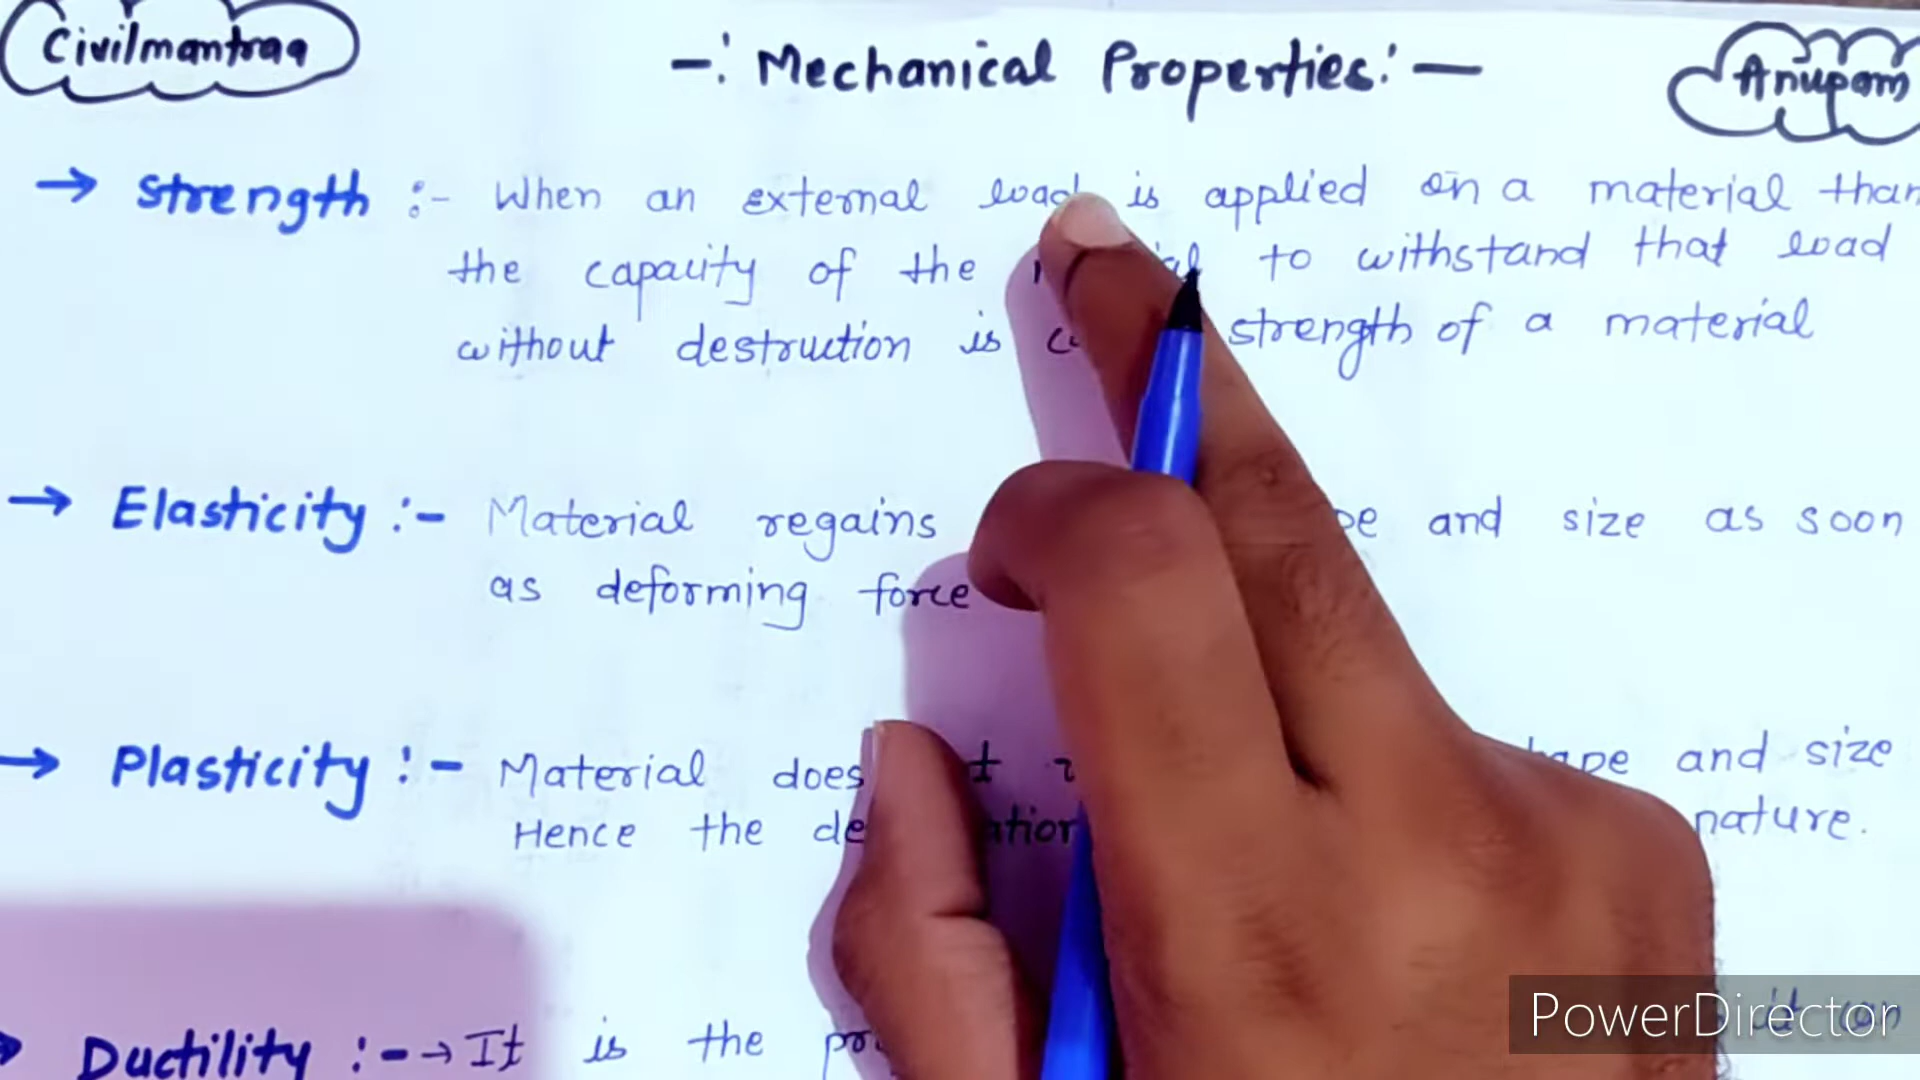 Civilmantraa
-: Mechanical Properties:-
Anupam
→ Strength :- When an external load is applied on a material than
the capacity of the to withstand that load
without destruction is strength of a material
→ Elasticity :- Material regains and size as soon
as deforming force
→ Plasticity :- Material does and size
Hence the nature.
Ductility :-→ It is the
it can
PowerDirector